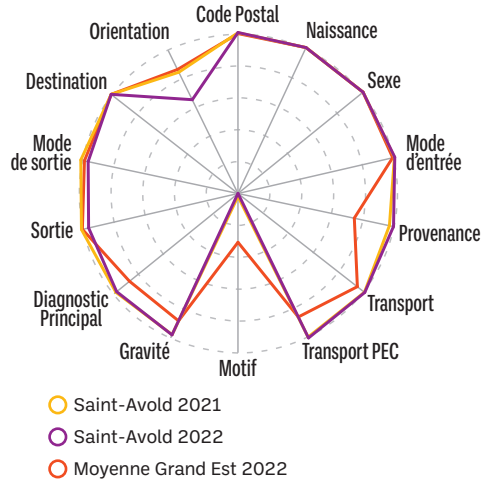 Code Postal
Naissance
Sexe
Mode
d'entrée
Provenance
Transport
Transport PEC
Motif
Gravité
Diagnostic
Principal
Sortie
Mode
de sortie
Destination
Orientation
Saint-Avold 2021
Saint-Avold 2022
Moyenne Grand Est 2022